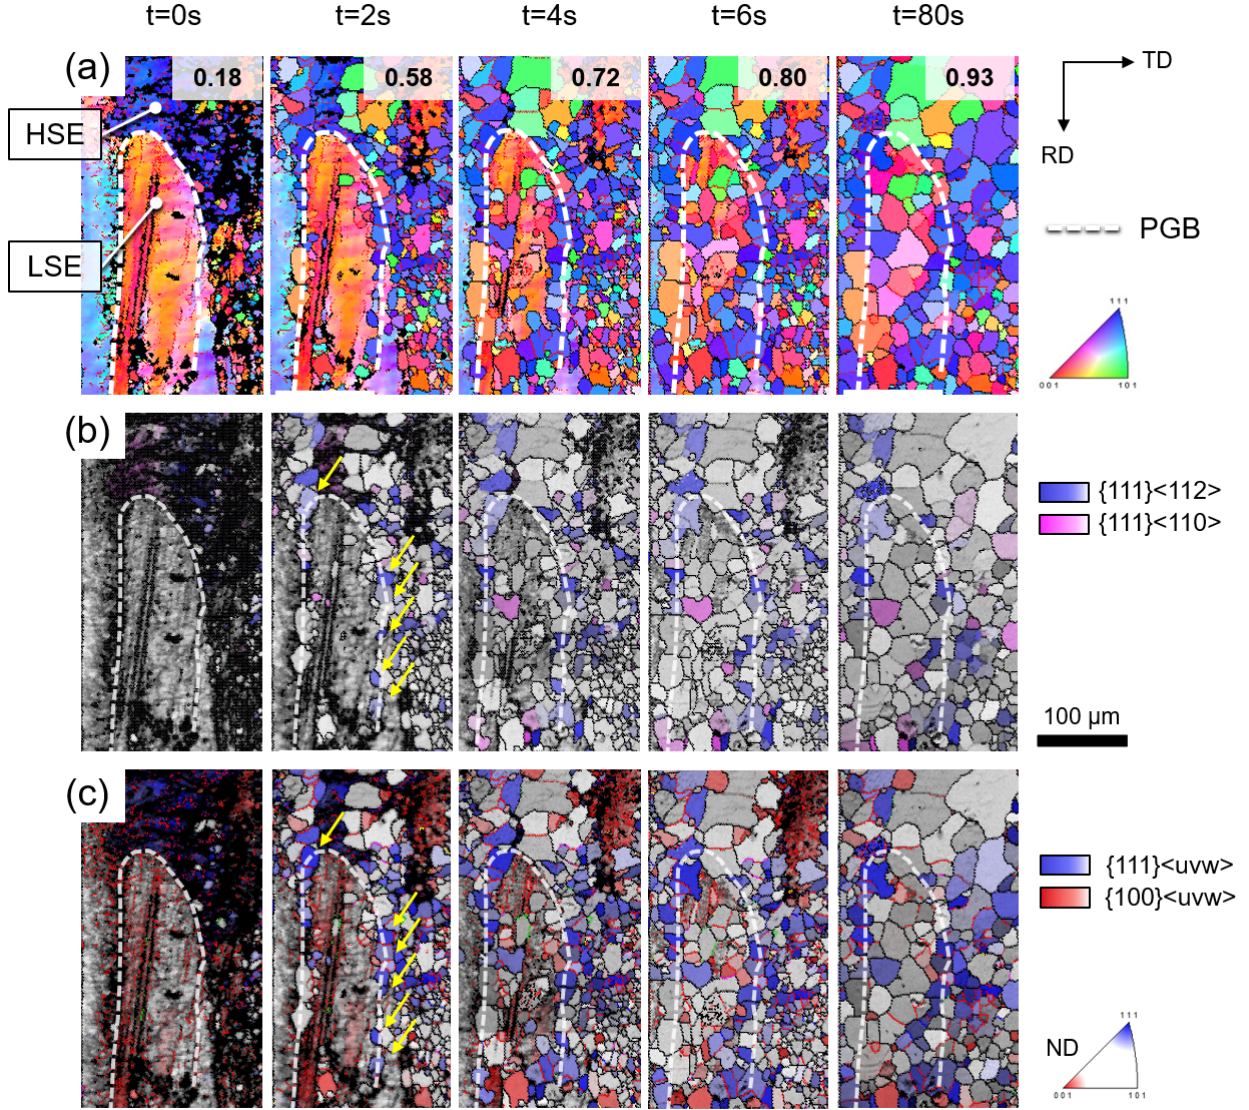 t=0s t=2s t=4s t=6s t=80s
(a) 0.18 0.58 0.72 0.80 0.93
TD
RD
HSE
LSE
PGB
111
001 101
(b)
{111}<112>
{111}<110>
100 µm
(c)
{111}<uvw>
{100}<uvw>
ND
111
001 101